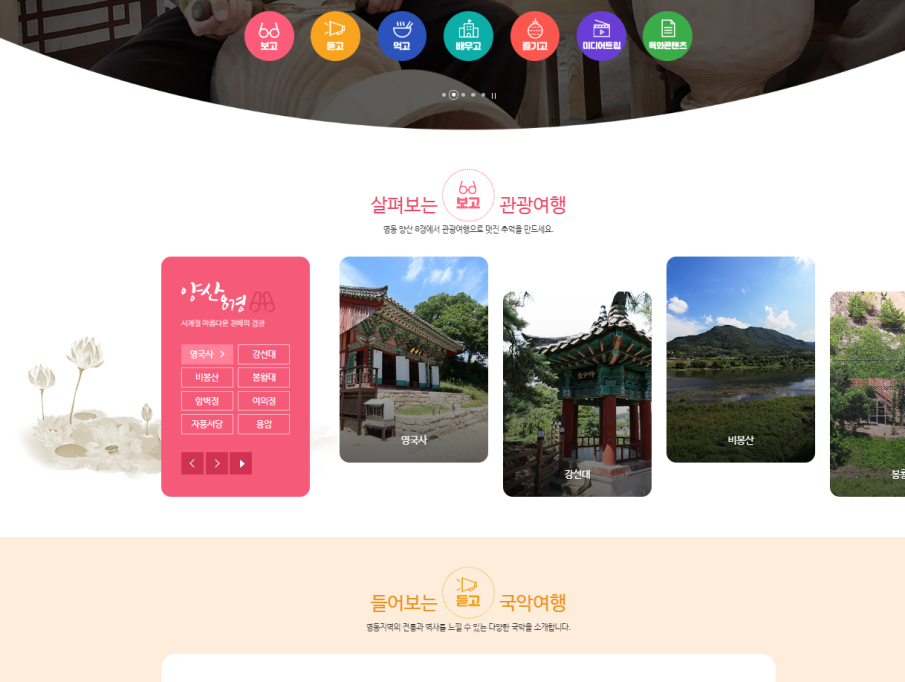 보고
듣고
먹고
배우고
즐기고
미디어트립
특화콘텐츠
살펴보는 보고 관광여행
영동 양산 8경에서 관광여행으로 멋진 추억을 만드세요.
양산8경
사계절 아름다운 천혜의 경관
영국사
강선대
비봉산
봉황대
함벽정
여의정
자풍서당
용암
영국사
강선대
비봉산
들어보는 듣고 국악여행
영동지역의 전통과 역사를 느낄 수 있는 다양한 국악을 소개합니다.